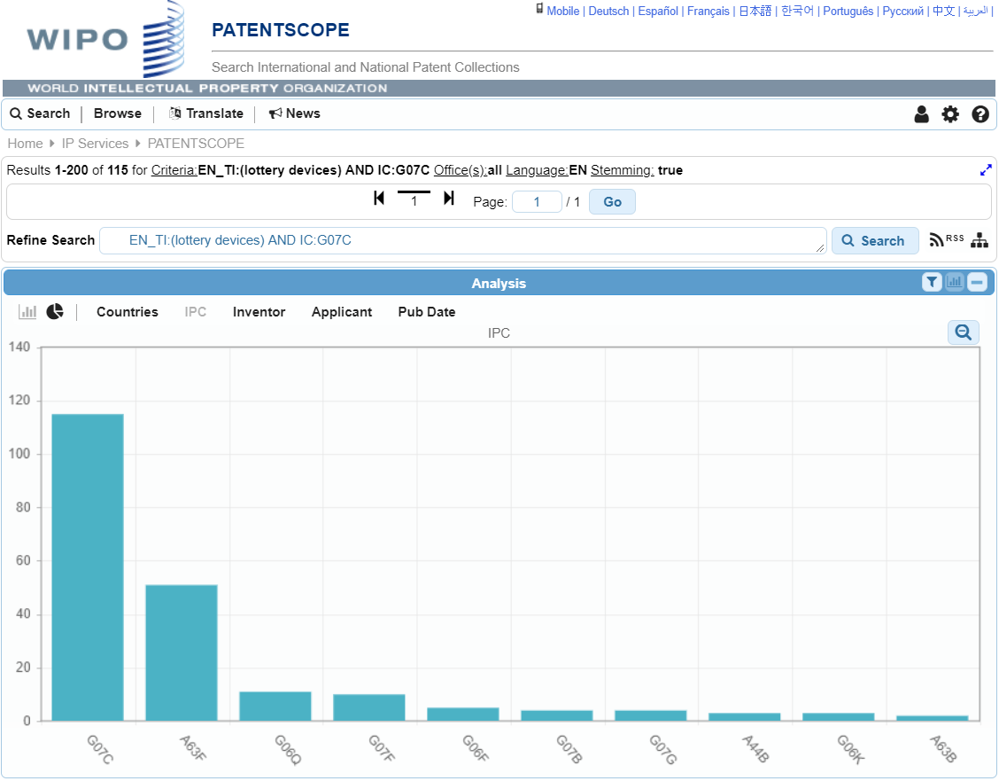 Mobile | Deutsch | Español | Français | 日本語 | 한국어 | Português | Русский | 中文 | العربية |
WIPO
PATENTSCOPE
Search International and National Patent Collections
WORLD INTELLECTUAL PROPERTY ORGANIZATION
Search Browse Translate News
Home IP Services PATENTSCOPE
Results 1-200 of 115 for Criteria:EN_TI:(lottery devices) AND IC:G07C Office(s):all Language:EN Stemming: true
1 Page: 1 / 1 Go
Refine Search EN_TI:(lottery devices) AND IC:G07C Search RSS
Analysis
Countries IPC Inventor Applicant Pub Date
IPC
140
120
100
80
60
40
20
0
G07C A63F G06Q G07F G06F G07B G07G A44B G06K A63B